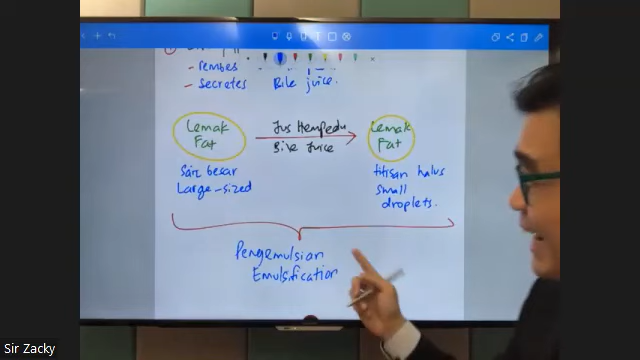 - rembes
- secretes Bile juice.
Lemak
Fat
Jus Hempedu
Bile Juice
Lemak
Fat
Saiz besar
Large-sized
titisan halus
small
droplets.
Pengemulsian
Emulsification
Sir Zacky